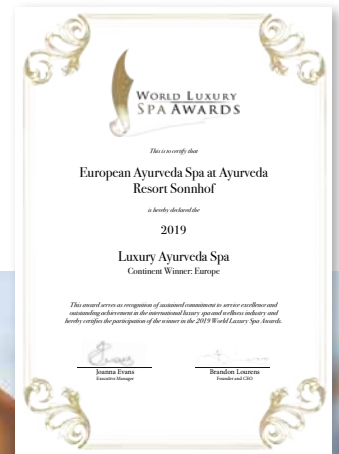 WORLD LUXURY
SPA AWARDS
This is to certify that
European Ayurveda Spa at Ayurveda
Resort Sonnhof
is hereby declared the
2019
Luxury Ayurveda Spa
Continent Winner: Europe
This award serves as recognition of sustained commitment to service excellence and
outstanding achievement in the international luxury spa and wellness industry and
hereby certifies the participation of the winner in the 2019 World Luxury Spa Awards.
Joanna Evans
Executive Manager
Brandon Lourens
Founder and CEO